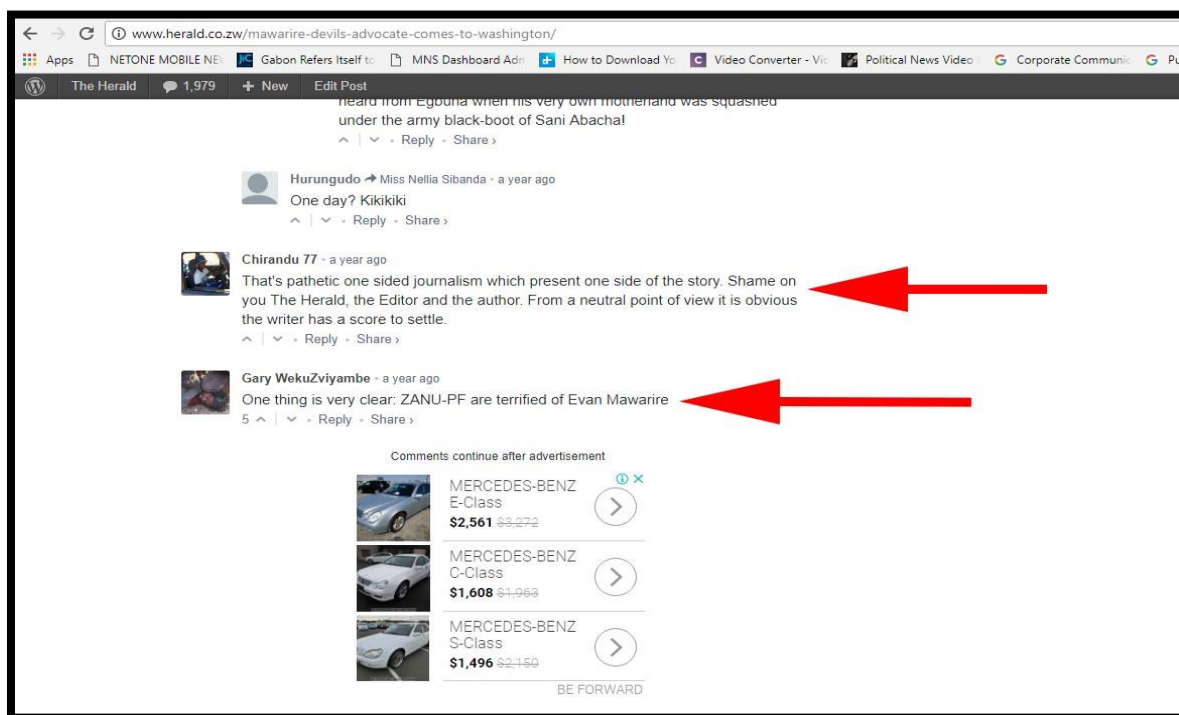 www.herald.co.zw/mawarire-devils-advocate-comes-to-washington/
Apps NETONE MOBILE NE Gabon Refers Itself to MNS Dashboard Adn How to Download Yo Video Converter - Vic Political News Video Corporate Communic Pu
The Herald 1,979 + New Edit Post
heard from Egbuna when his very own motherland was squashed
under the army black-boot of Sani Abacha!
Reply Share ›
Hurungudo Miss Nellia Sibanda • a year ago
One day? Kikikiki
Reply Share ›
Chirandu 77 • a year ago
That's pathetic one sided journalism which present one side of the story. Shame on
you The Herald, the Editor and the author. From a neutral point of view it is obvious
the writer has a score to settle.
Reply Share ›
Gary WekuZviyambe • a year ago
One thing is very clear: ZANU-PF are terrified of Evan Mawarire
5 Reply Share ›
Comments continue after advertisement
MERCEDES-BENZ
E-Class
$2,561 $3,272
MERCEDES-BENZ
C-Class
$1,608 $1,963
MERCEDES-BENZ
S-Class
$1,496 $2,150
BE FORWARD